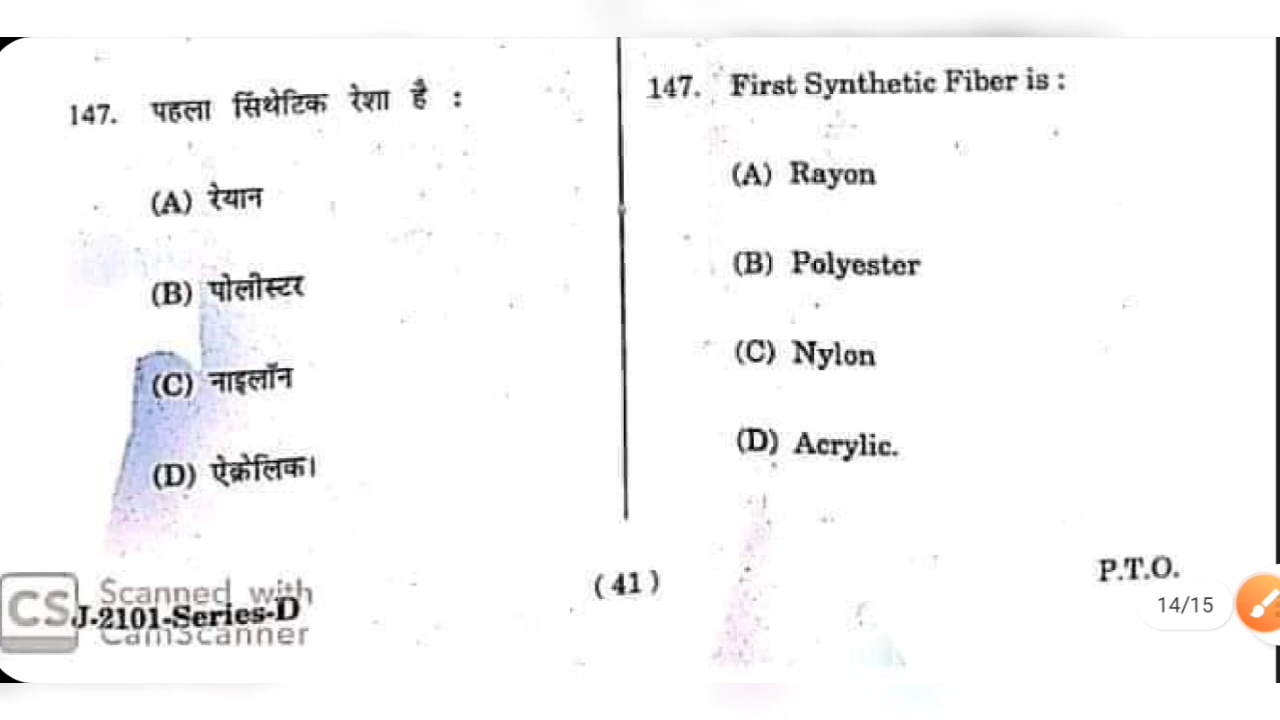 147. पहला सिंथेटिक रेशा है :
(A) रेयान
(B) पोलीस्टर
(C) नाइलॉन
(D) ऐक्रेलिक।
147. First Synthetic Fiber is :
(A) Rayon
(B) Polyester
(C) Nylon
(D) Acrylic.
(41)
P.T.O.
14/15
CS
Scanned with
J-2101-Series-D
CamScanner